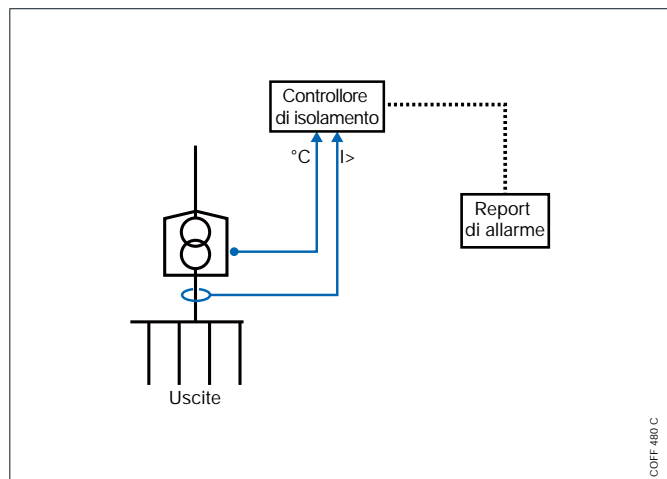 Controllore
di isolamento
°C
I>
Report
di allarme
Uscite
COFF 480 C